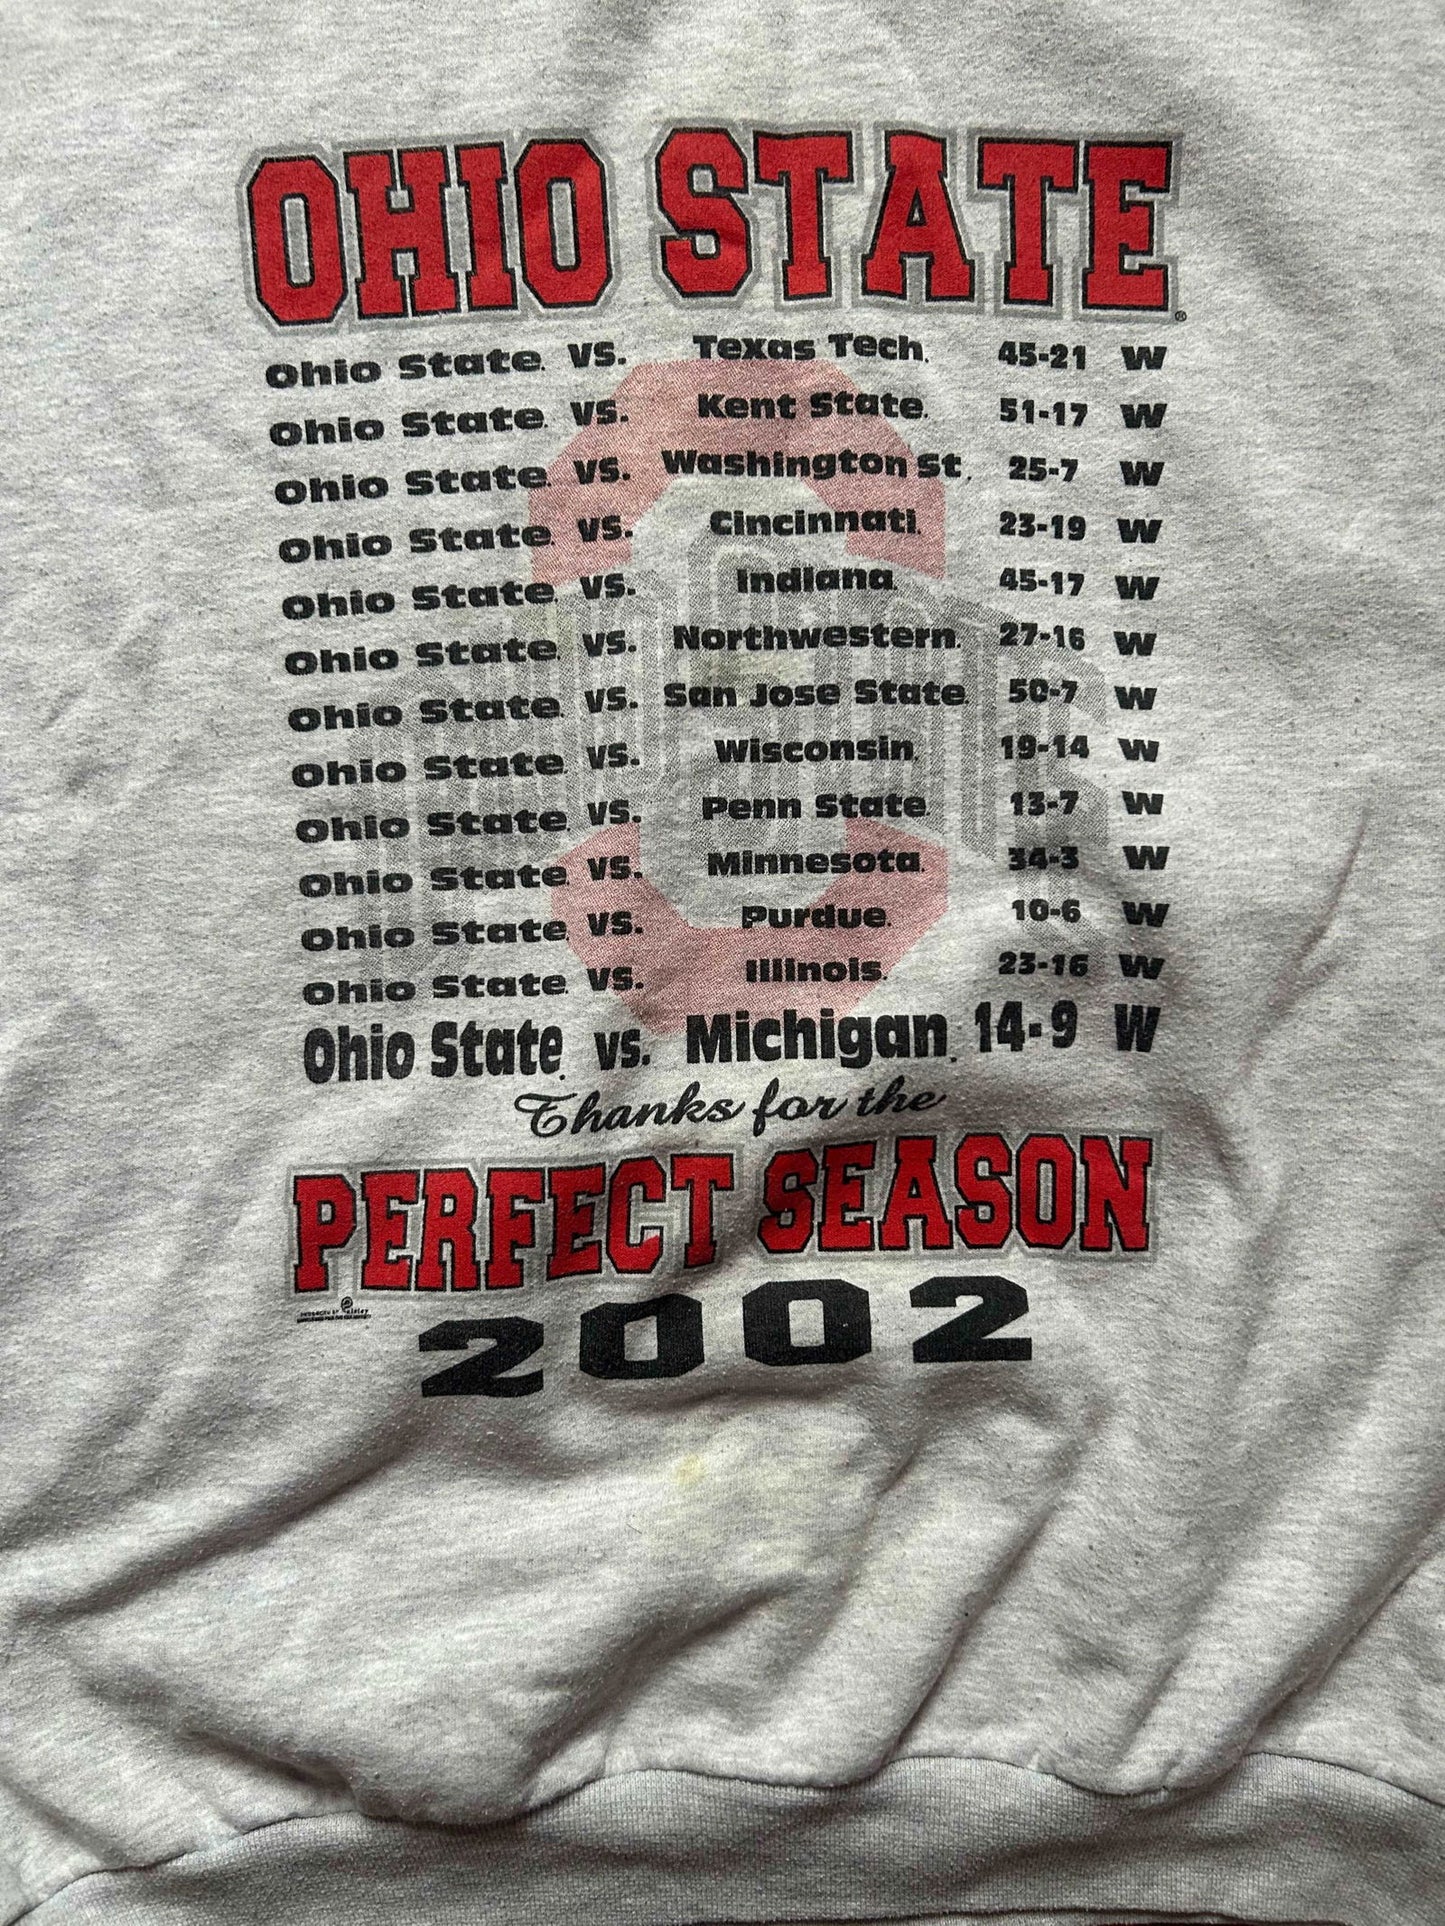 OHIO STATE ®
Ohio State. VS. Texas Tech. 45-21 W
Ohio State. VS. Kent State. 51-17 W
Ohio State. VS. Washington St. 25-7 W
Ohio State. VS. Cincinnati. 23-19 W
Ohio State. VS. Indiana. 45-17 W
Ohio State. VS. Northwestern. 27-16 W
Ohio State. VS. San Jose State. 50-7 W
Ohio State. VS. Wisconsin. 19-14 W
Ohio State. VS. Penn State. 13-7 W
Ohio State. VS. Minnesota. 34-3 W
Ohio State. VS. Purdue. 10-6 W
Ohio State. VS. Illinois. 23-16 W
Ohio State. VS. Michigan. 14-9 W
Thanks for the
PERFECT SEASON
2002